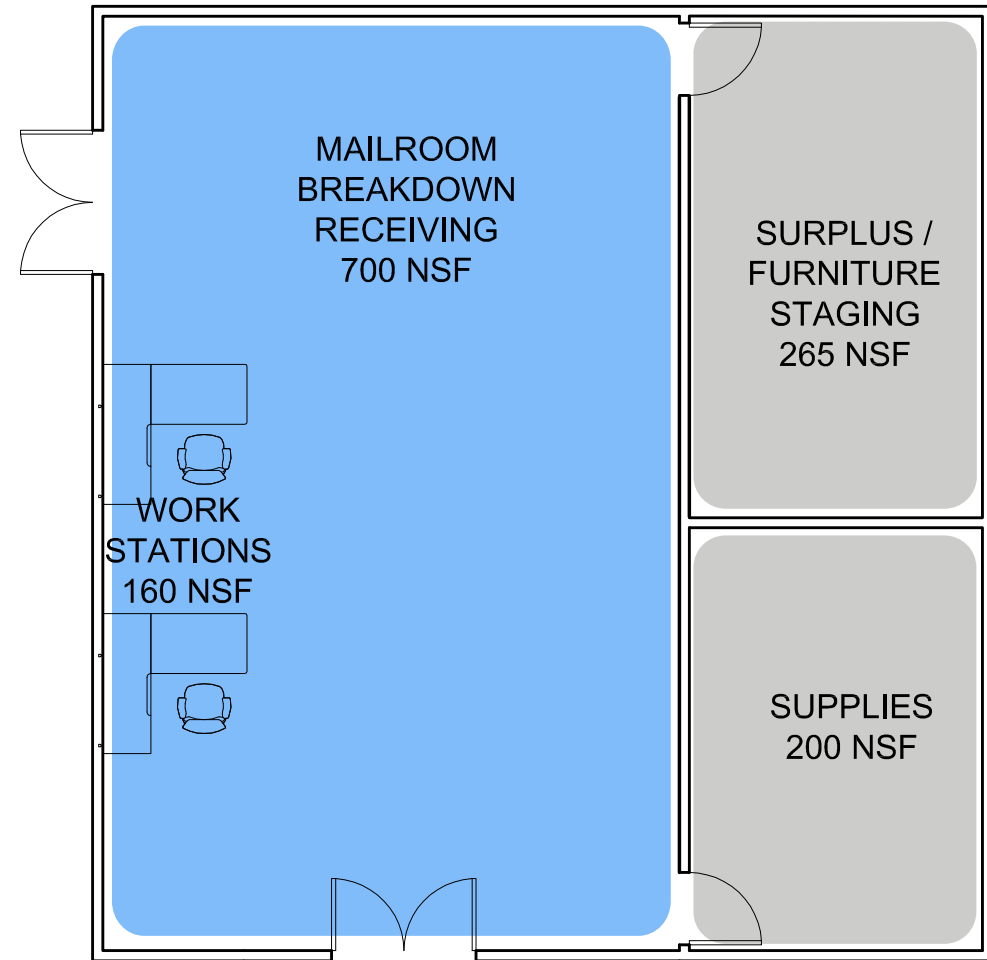 MAILROOM
BREAKDOWN
RECEIVING
700 NSF
SURPLUS /
FURNITURE
STAGING
265 NSF
WORK
STATIONS
160 NSF
SUPPLIES
200 NSF